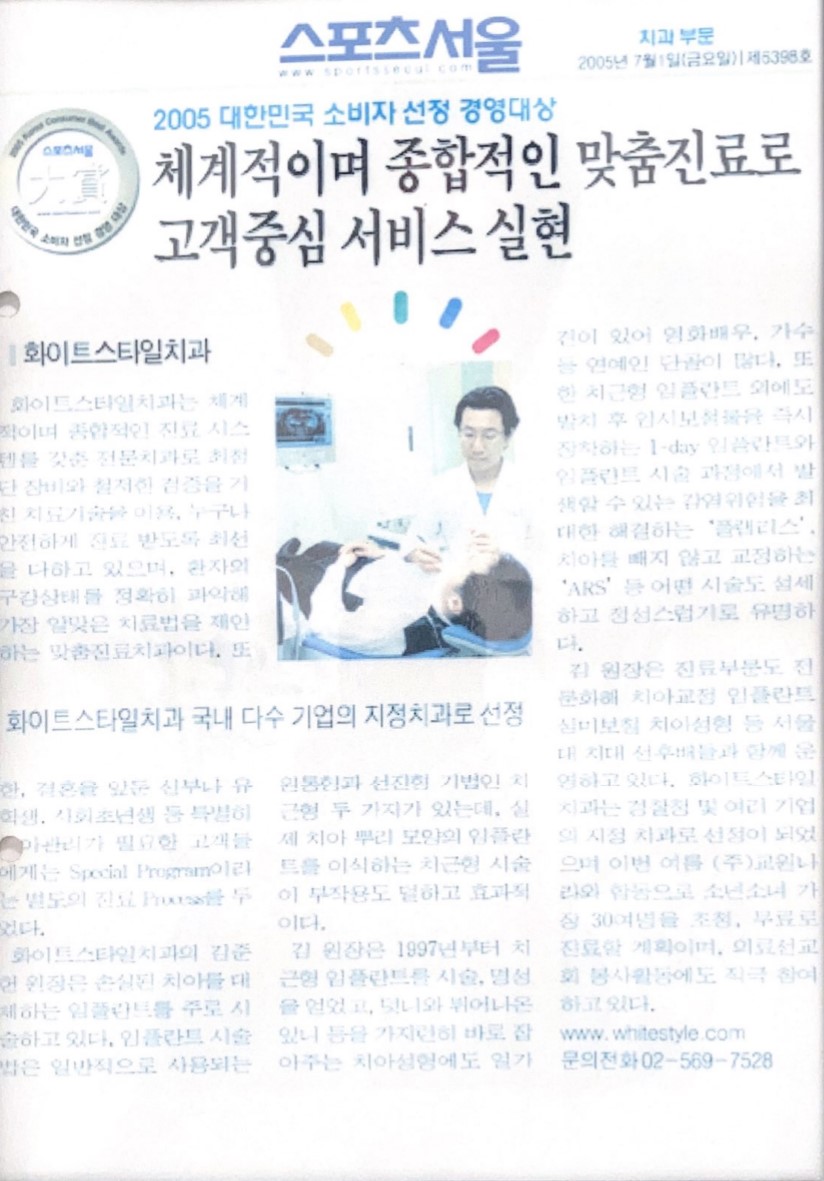 스포츠서울
www.sportsseoul.com
치과 부문
2005년 7월1일(금요일) | 제6398호
2005 Korea Consumer Best Awards
스포츠서울
大賞
대한민국 소비자 선정 경영 대상
2005 대한민국 소비자 선정 경영대상
체계적이며 종합적인 맞춤진료로
고객중심 서비스 실현
화이트스타일치과
화이트스타일치과는 체계
적이며 종합적인 진료 시스
템을 갖춘 전문치과로 최첨
단 장비와 철저한 검증을 거
친 치료기술을 이용, 누구나
안전하게 진료 받도록 최선
을 다하고 있으며, 환자의
구강상태를 정확히 파악해
가장 알맞은 치료법을 제안
하는 맞춤진료치과이다. 또
화이트스타일치과 국내 다수 기업의 지정치과로 선정
한, 결혼을 앞둔 신부나 유
학생, 사회초년생 등 특별히
아관리가 필요한 고객들
에게는 Special Program이라
는 별도의 진료 Process를 두
었다.
화이트스타일치과의 김준
헌 원장은 손실된 치아를 대
체하는 임플란트를 주로 시
술하고 있다. 임플란트 시술
법은 일반적으로 사용되는
원통형과 선진형 기법인 치
근형 두 가지가 있는데, 실
제 치아 뿌리 모양의 임플란
트를 이식하는 치근형 시술
이 부작용도 덜하고 효과적
이다.
김 원장은 1997년부터 치
근형 임플란트를 시술, 명성
을 얻었고, 덧니와 튀어나온
앞니 등을 가지런히 바로 잡
아주는 치아성형에도 일가
견이 있어 영화배우, 가수
등 연예인 단골이 많다. 또
한 치근형 임플란트 외에도
발치 후 임시보철물을 즉시
장착하는 1-day 임플란트와
임플란트 시술 과정에서 발
생할 수 있는 감염위험을 최
대한 해결하는 '플랩리스',
치아를 빼지 않고 교정하는
'ARS' 등 어떤 시술도 섬세
하고 정성스럽기로 유명하
다.
김 원장은 진료부문도 전
문화해 치아교정 임플란트
심미보철 치아성형 등 서울
대 치대 선후배들과 함께 운
영하고 있다. 화이트스타일
치과는 경찰청 및 여러 기업
의 지정 치과로 선정이 되었
으며 이번 여름 (주)교원나
라와 합동으로 소년소녀 가
장 30여명을 초청, 무료로
진료할 계획이며, 의료선교
회 봉사활동에도 적극 참여
하고 있다.
www.whitestyle.com
문의전화 02-569-7528